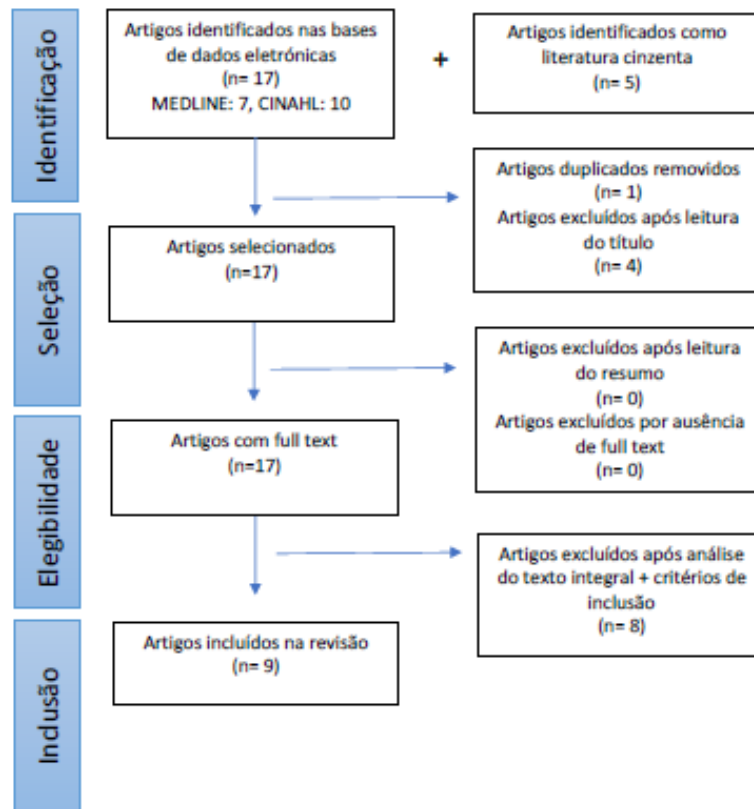 Identificação
Artigos identificados nas bases
de dados eletrónicas
(n= 17)
MEDLINE: 7, CINAHL: 10
+
Artigos identificados como
literatura cinzenta
(n= 5)
Artigos duplicados removidos
(n= 1)
Artigos excluídos após leitura
do título
(n= 4)
Seleção
Artigos selecionados
(n=17)
Artigos excluídos após leitura
do resumo
(n= 0)
Artigos excluídos por ausência
de full text
(n= 0)
Elegibilidade
Artigos com full text
(n=17)
Artigos excluídos após análise
do texto integral + critérios de
inclusão
(n= 8)
Inclusão
Artigos incluídos na revisão
(n= 9)